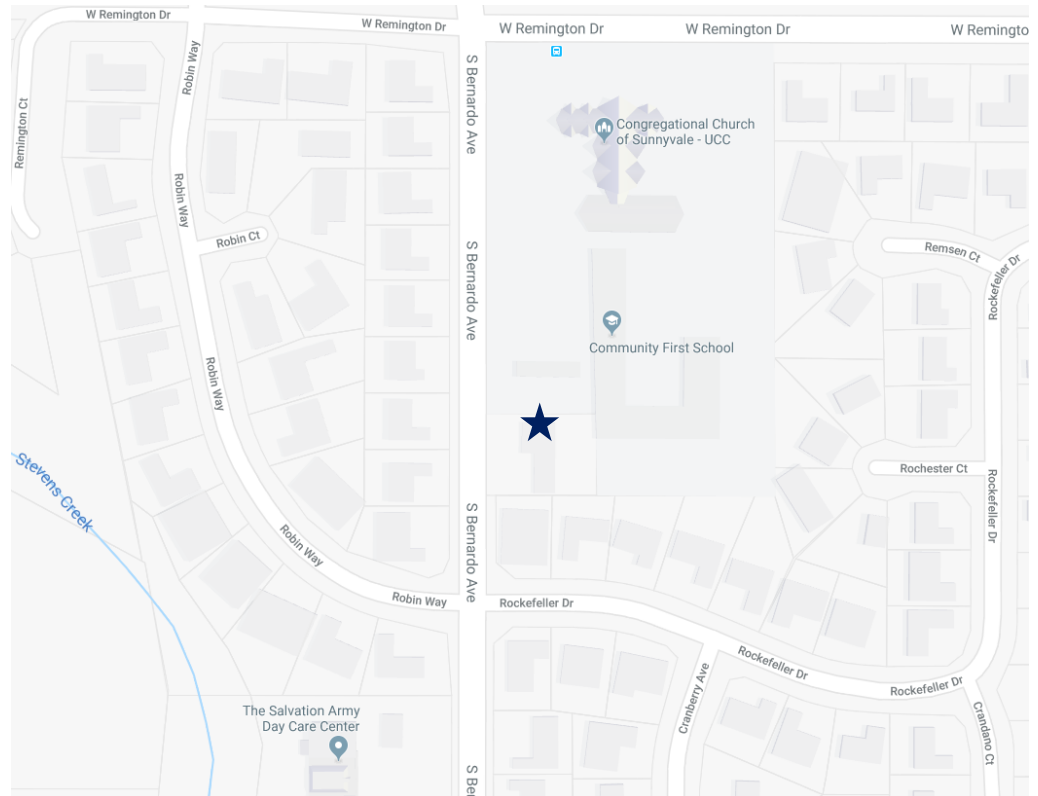 W Remington Dr
W Remington Dr
W Remington Dr
W Remington Dr
W Remingto
Remington Ct
Robin Way
S Bernardo Ave
Congregational Church
of Sunnyvale - UCC
Robin Way
Robin Ct
S Bernardo Ave
Remsen Ct
Rockefeller Dr
Community First School
Robin Way
Stevens Creek
Rochester Ct
Rockefeller Dr
S Bernardo Ave
Robin Way
Robin Way
Rockefeller Dr
Rockefeller Dr
Rockefeller Dr
Cranberry Ave
Crandano Ct
The Salvation Army
Day Care Center
S Be